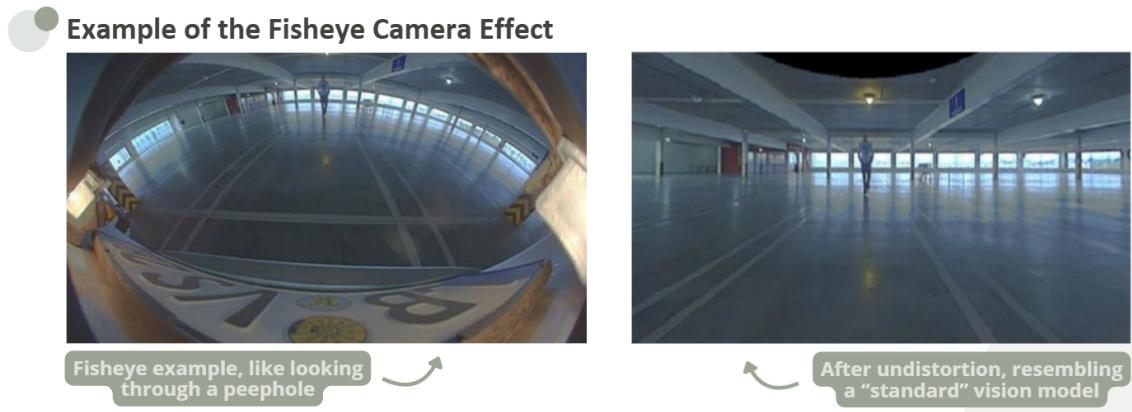 Example of the Fisheye Camera Effect
Fisheye example, like looking
through a peephole
After undistortion, resembling
a “standard” vision model